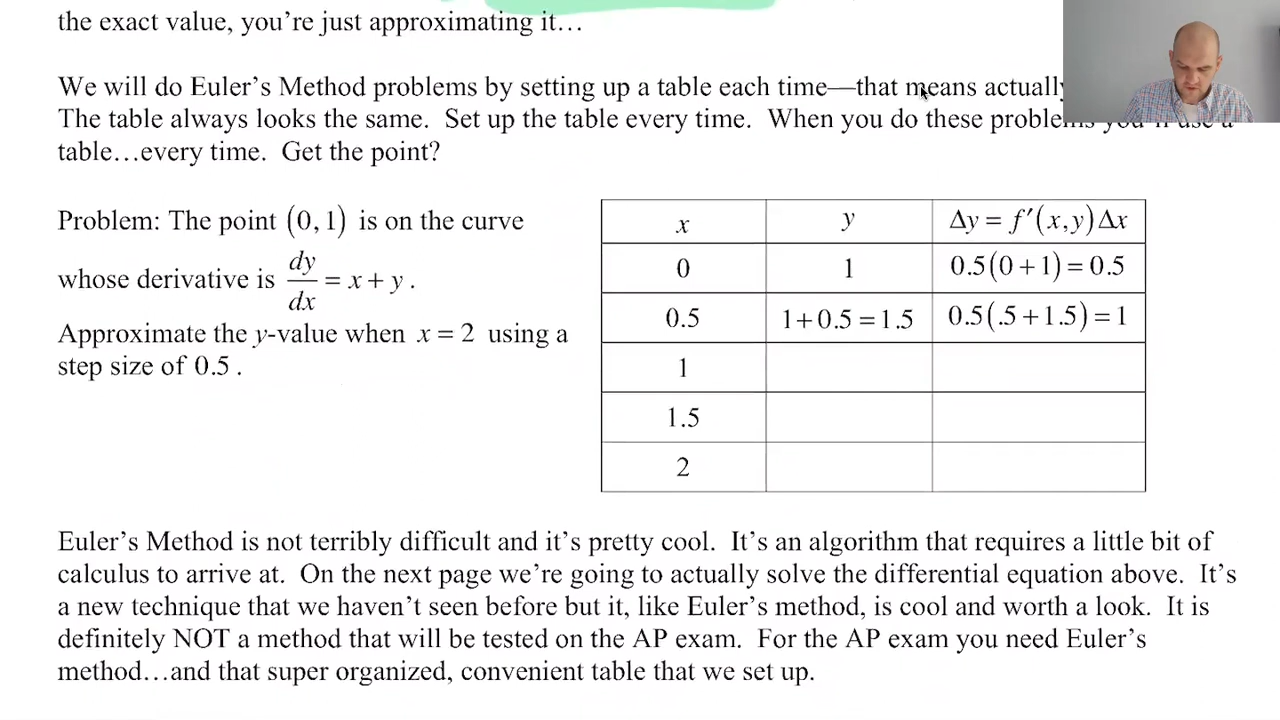 the exact value, you're just approximating it…
We will do Euler's Method problems by setting up a table each time—that means actually
The table always looks the same. Set up the table every time. When you do these problems you'll use a
table…every time. Get the point?
Problem: The point (0, 1) is on the curve
whose derivative is dy/dx = x + y .
Approximate the y-value when x = 2 using a
step size of 0.5 .
x y Δy = f′(x, y)Δx
0 1 0.5(0 + 1) = 0.5
0.5 1 + 0.5 = 1.5 0.5(.5 + 1.5) = 1
1
1.5
2
Euler's Method is not terribly difficult and it's pretty cool. It's an algorithm that requires a little bit of
calculus to arrive at. On the next page we're going to actually solve the differential equation above. It's
a new technique that we haven't seen before but it, like Euler's method, is cool and worth a look. It is
definitely NOT a method that will be tested on the AP exam. For the AP exam you need Euler's
method…and that super organized, convenient table that we set up.